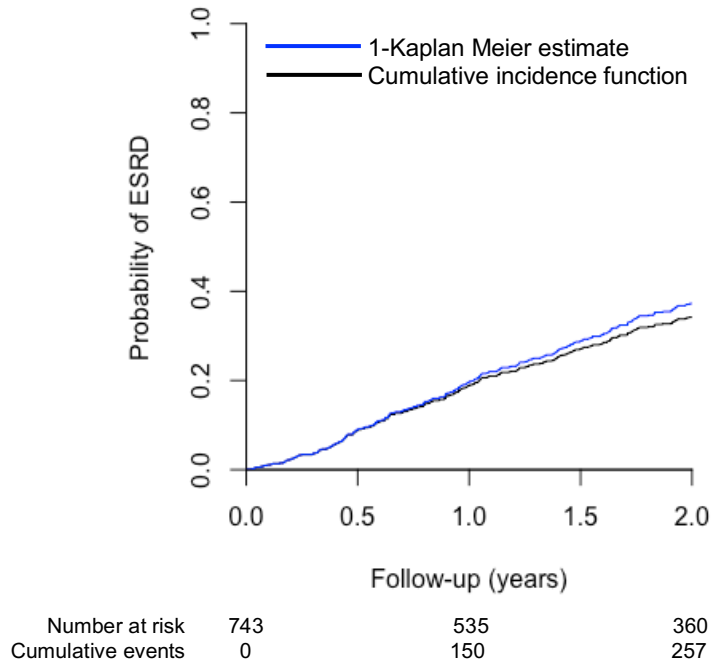 1-Kaplan Meier estimate
Cumulative incidence function
Probability of ESRD
1.0
0.8
0.6
0.4
0.2
0.0
0.0 0.5 1.0 1.5 2.0
Follow-up (years)
Number at risk 743 535 360
Cumulative events 0 150 257